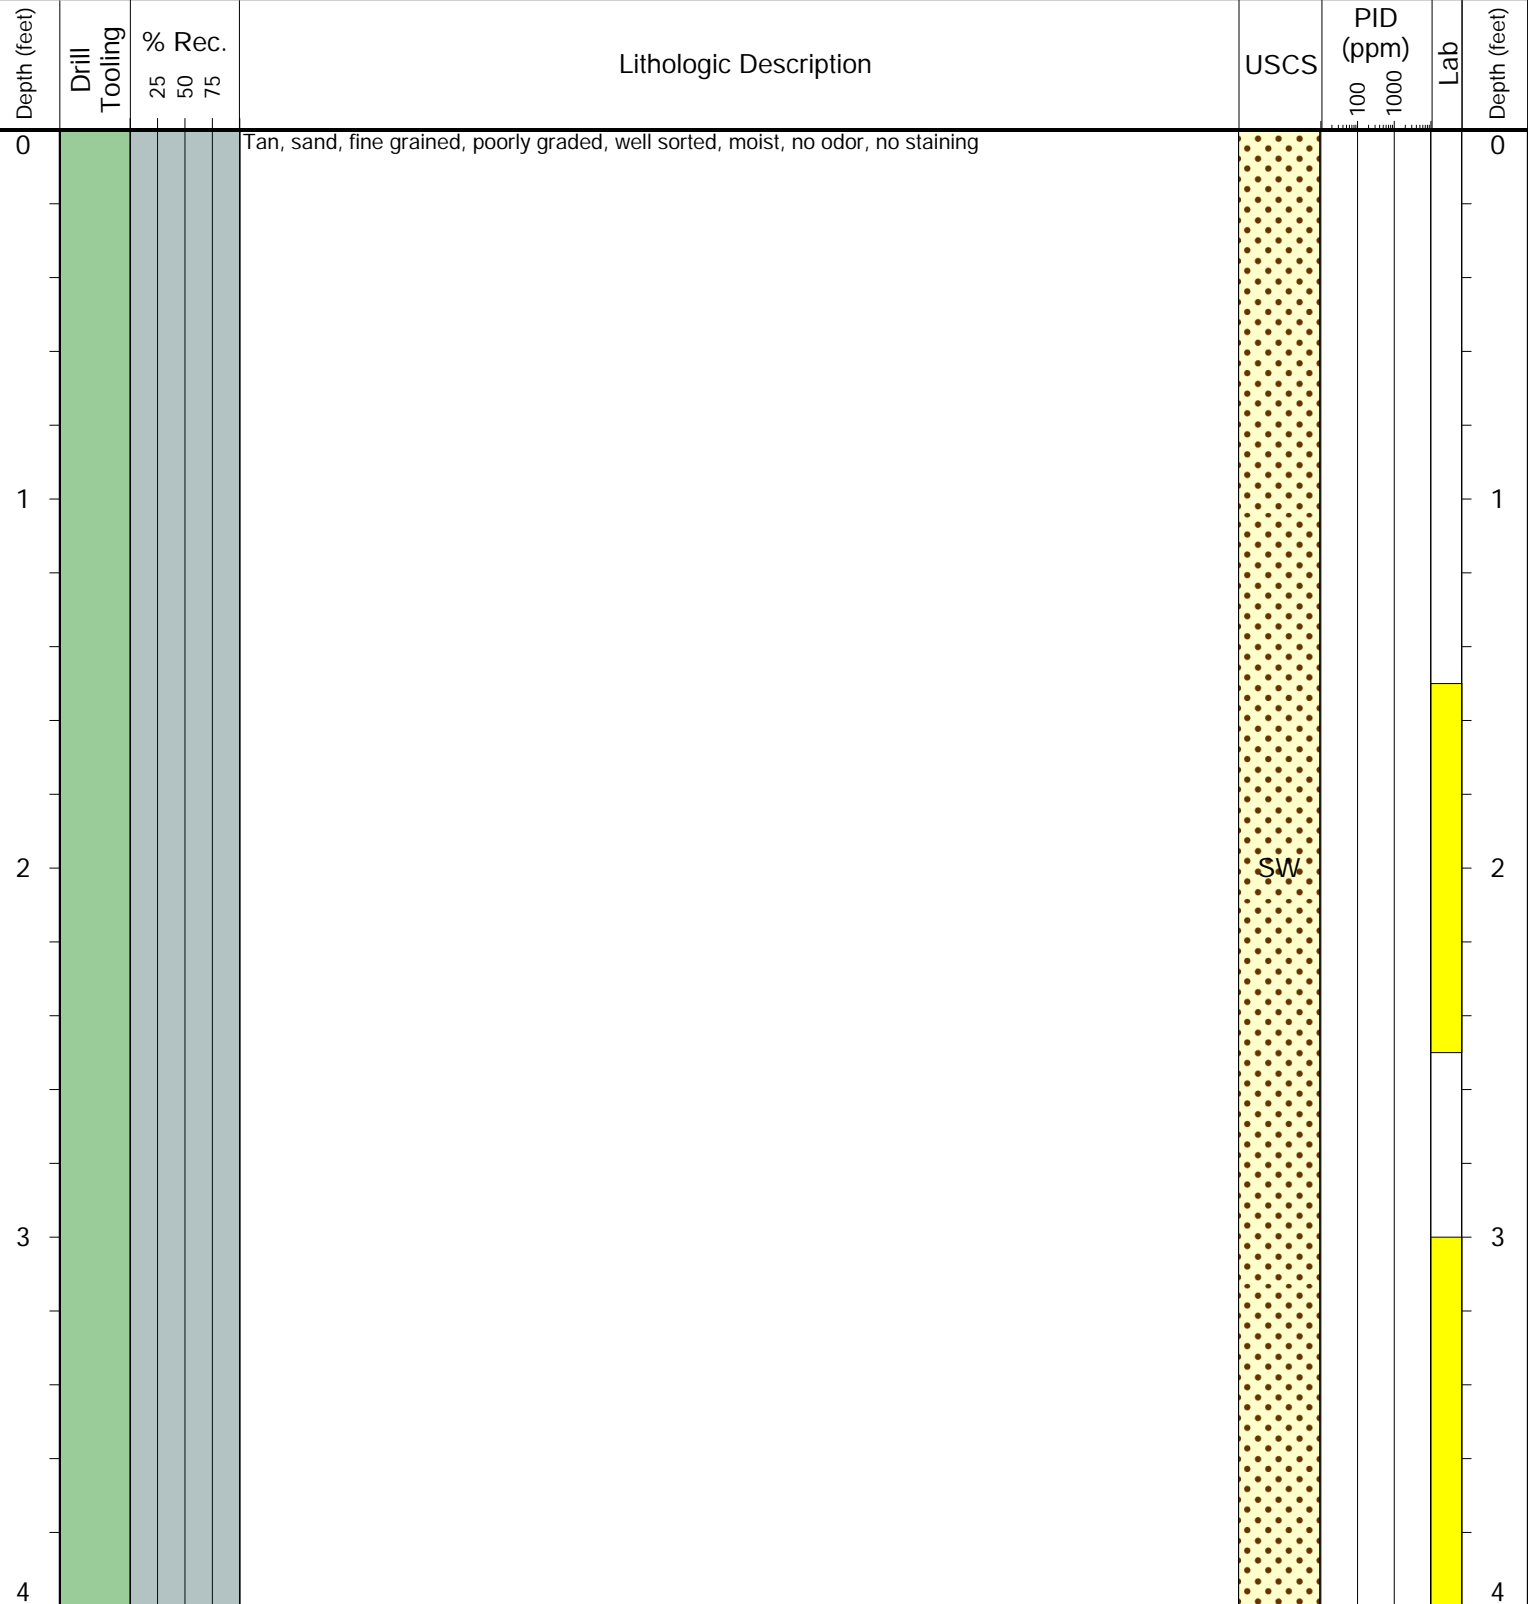 Depth (feet)
Drill
Tooling
% Rec.
25
50
75
Lithologic Description
USCS
PID
(ppm)
100
1000
Lab
Depth (feet)
0
Tan, sand, fine grained, poorly graded, well sorted, moist, no odor, no staining
0
1
1
2
SW
2
3
3
4
4